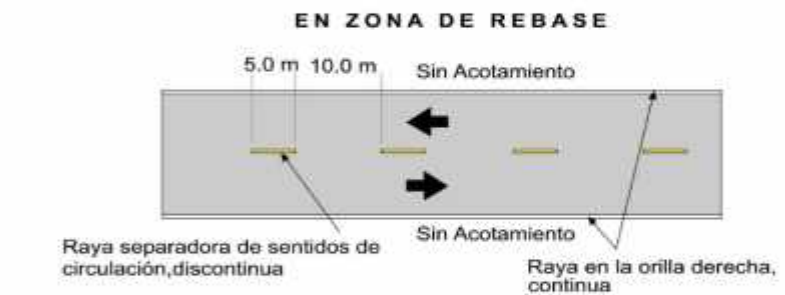 EN ZONA DE REBASE
5.0 m 10.0 m Sin Acotamiento
Sin Acotamiento
Raya separadora de sentidos de
circulación,discontinua
Raya en la orilla derecha,
continua